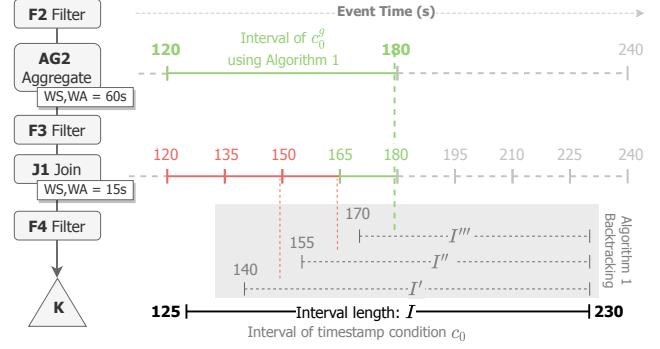 F2 Filter
Event Time (s)
AG2
Aggregate
WS,WA = 60s
Interval of c₀ᵍ
using Algorithm 1
120
180
240
F3 Filter
J1 Join
WS,WA = 15s
120 135 150 165 180 195 210 225 240
F4 Filter
170
I'''
155
I''
140
I'
Algorithm 1
Backtracking
K
125
Interval length: I
230
Interval of timestamp condition c₀